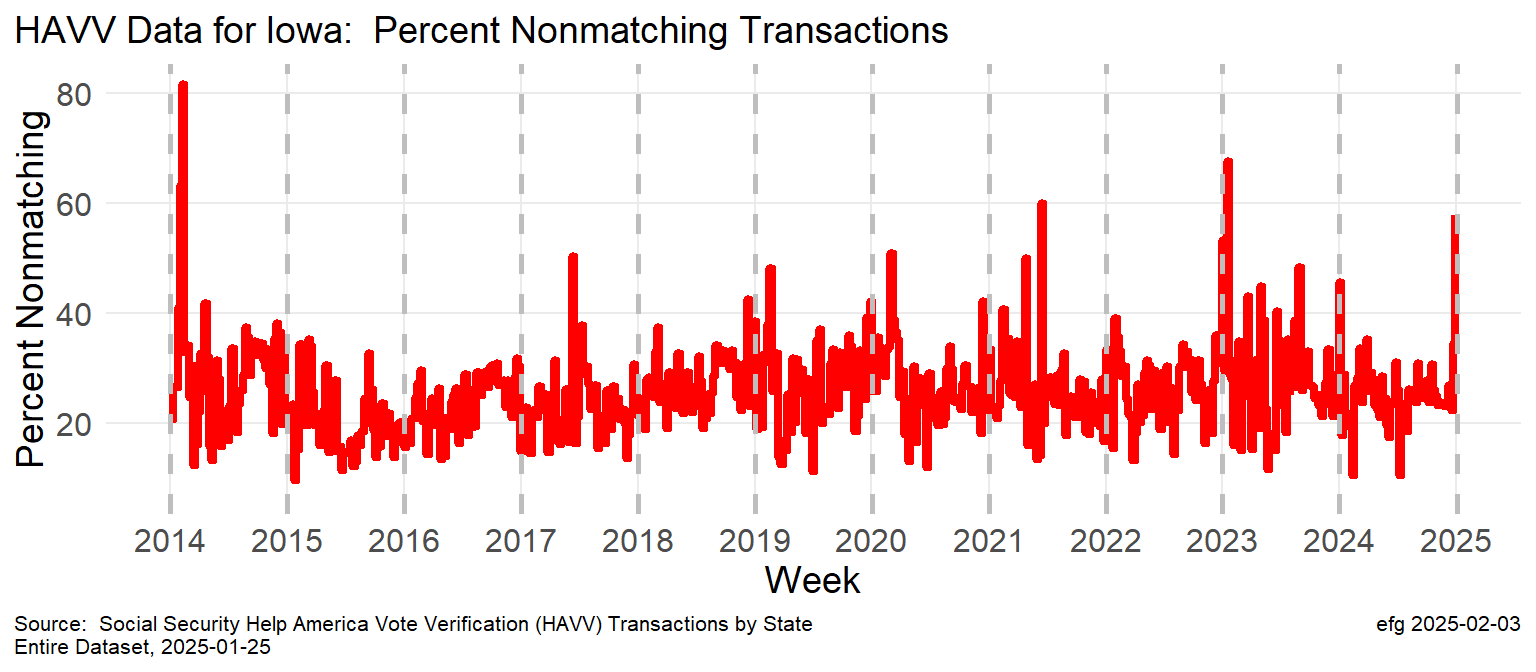 HAVV Data for Iowa:  Percent Nonmatching Transactions
Percent Nonmatching
80
60
40
20
2014 2015 2016 2017 2018 2019 2020 2021 2022 2023 2024 2025
Week
Source:  Social Security Help America Vote Verification (HAVV) Transactions by State
Entire Dataset, 2025-01-25
efg 2025-02-03